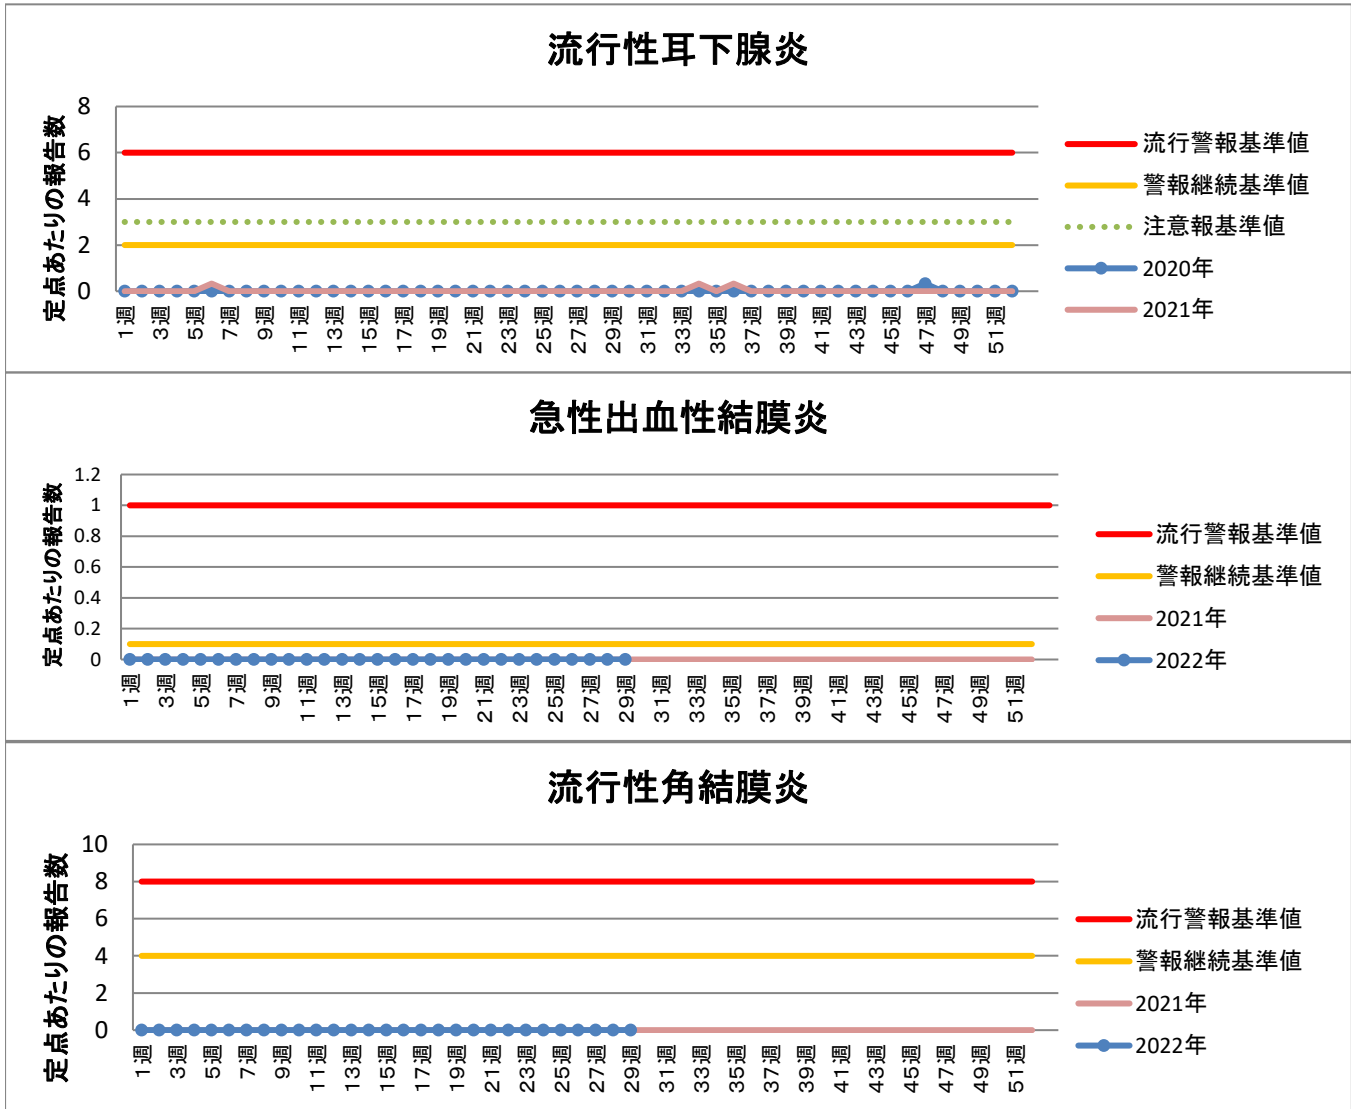 流行性耳下腺炎
定点あたりの報告数
8
6
4
2
0
1週 3週 5週 7週 9週 11週 13週 15週 17週 19週 21週 23週 25週 27週 29週 31週 33週 35週 37週 39週 41週 43週 45週 47週 49週 51週
流行警報基準値
警報継続基準値
注意報基準値
2020年
2021年
急性出血性結膜炎
定点あたりの報告数
1.2
1
0.8
0.6
0.4
0.2
0
1週 3週 5週 7週 9週 11週 13週 15週 17週 19週 21週 23週 25週 27週 29週 31週 33週 35週 37週 39週 41週 43週 45週 47週 49週 51週
流行警報基準値
警報継続基準値
2021年
2022年
流行性角結膜炎
定点あたりの報告数
10
8
6
4
2
0
1週 3週 5週 7週 9週 11週 13週 15週 17週 19週 21週 23週 25週 27週 29週 31週 33週 35週 37週 39週 41週 43週 45週 47週 49週 51週
流行警報基準値
警報継続基準値
2021年
2022年